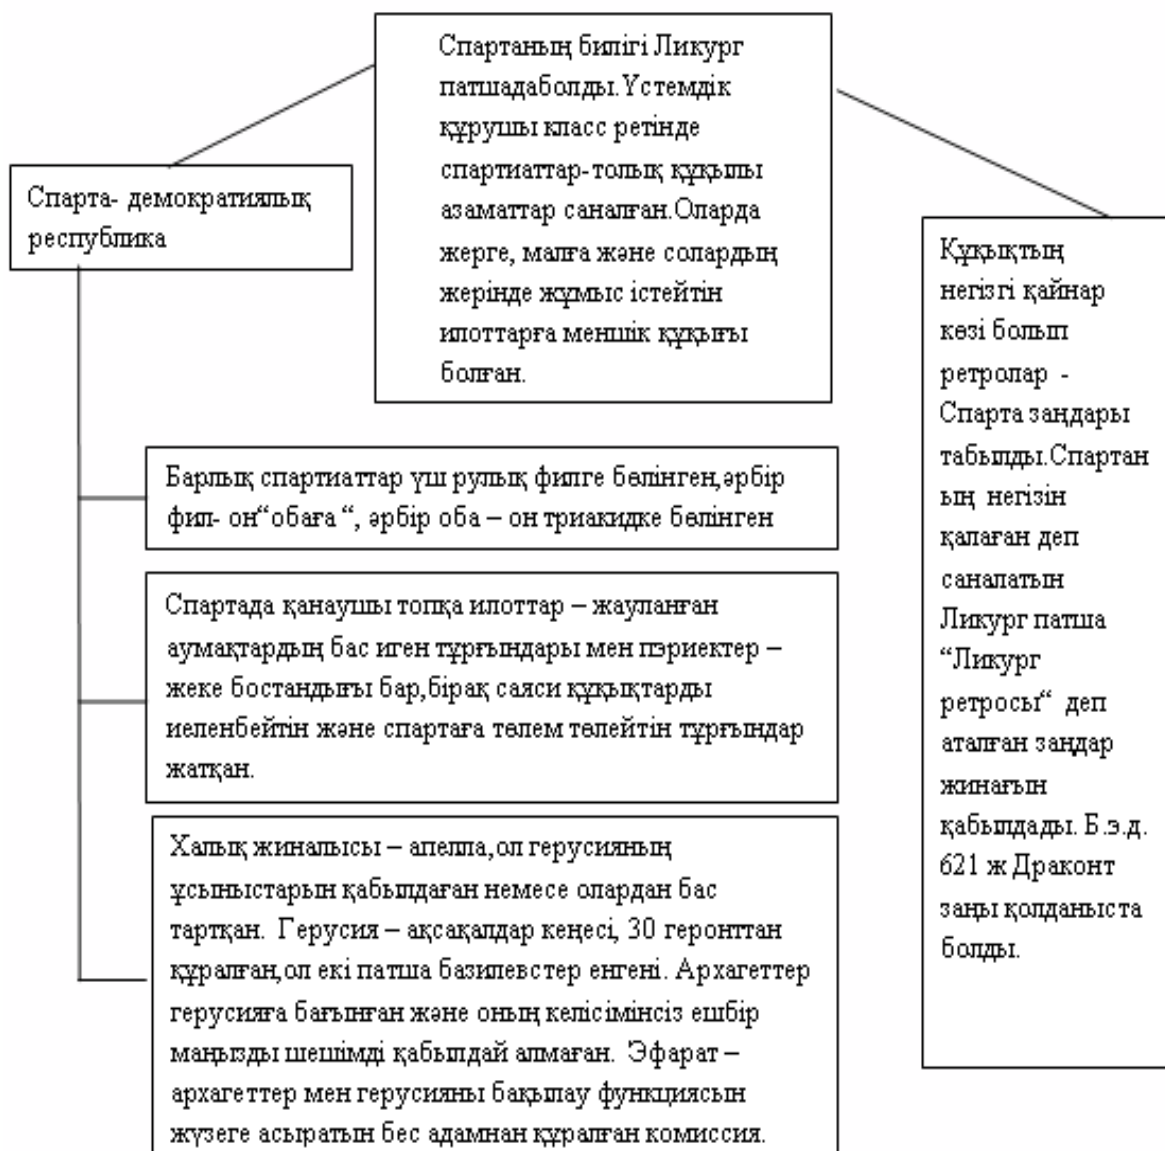 Спартаның билігі Ликург
патшадаболды.Үстемдік
құрушы класс ретінде
спартиаттар-толық құқылы
азаматтар саналған.Оларда
жерге, малға және солардың
жерінде жұмыс істейтін
илоттарға меншік құқығы
болған.
Спарта- демократиялық
республика
Барлық спартиаттар үш рулық филге бөлінген,әрбір
фил- он“обаға “, әрбір оба – он триакидке бөлінген
Спартада қанаушы топқа илоттар – жауланған
аумақтардың бас иген тұрғындары мен пэриектер –
жеке бостандығы бар,бірақ саяси құқықтарды
иеленбейтін және спартаға төлем төлейтін тұрғындар
жатқан.
Халық жиналысы – апелла,ол герусияның
ұсыныстарын қабылдаған немесе олардан бас
тартқан. Герусия – ақсақалдар кеңесі, 30 геронттан
құралған,ол екі патша базилевстер енгені. Архагеттер
герусияға бағынған және оның келісімінсіз ешбір
маңызды шешімді қабылдай алмаған. Эфарат –
архагеттер мен герусияны бақылау функциясын
жүзеге асыратын бес адамнан құралған комиссия.
Құқықтың
негізгі қайнар
көзі болып
ретролар -
Спарта заңдары
табылды.Спартан
ың негізін
қалаған деп
саналатын
Ликург патша
“Ликург
ретросы“ деп
аталған заңдар
жинағын
қабылдады. Б.э.д.
621 ж Драконт
заңы қолданыста
болды.